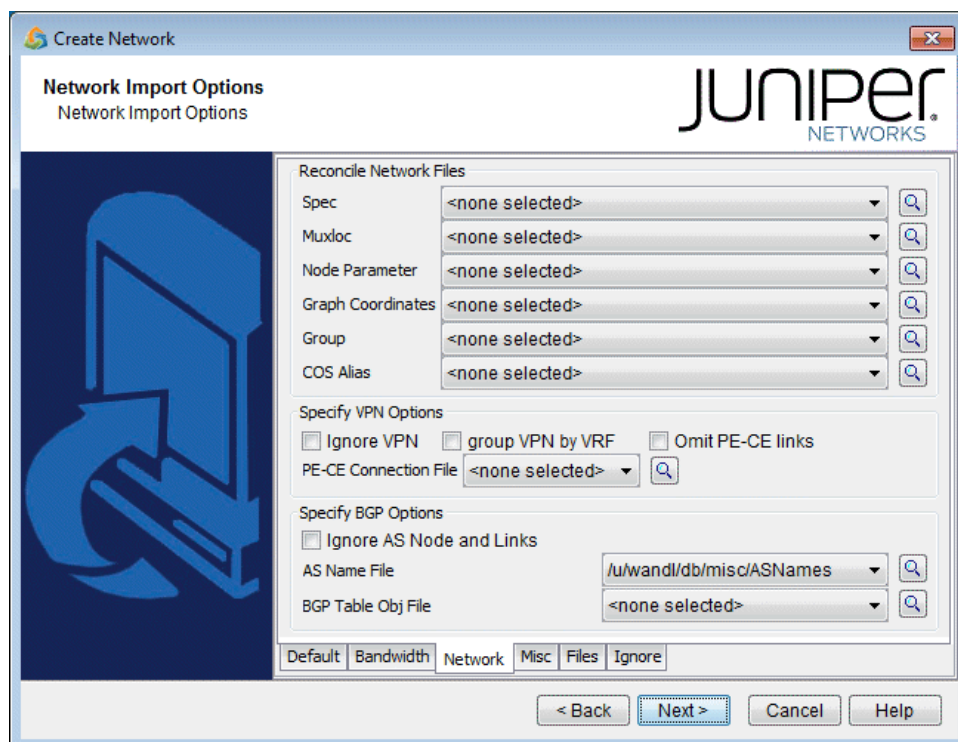 Create Network
Network Import Options
Network Import Options
JUNIPER
NETWORKS
Reconcile Network Files
Spec <none selected>
Muxloc <none selected>
Node Parameter <none selected>
Graph Coordinates <none selected>
Group <none selected>
COS Alias <none selected>
Specify VPN Options
Ignore VPN group VPN by VRF Omit PE-CE links
PE-CE Connection File <none selected>
Specify BGP Options
Ignore AS Node and Links
AS Name File /u/wandl/db/misc/ASNames
BGP Table Obj File <none selected>
Default Bandwidth Network Misc Files Ignore
< Back Next > Cancel Help